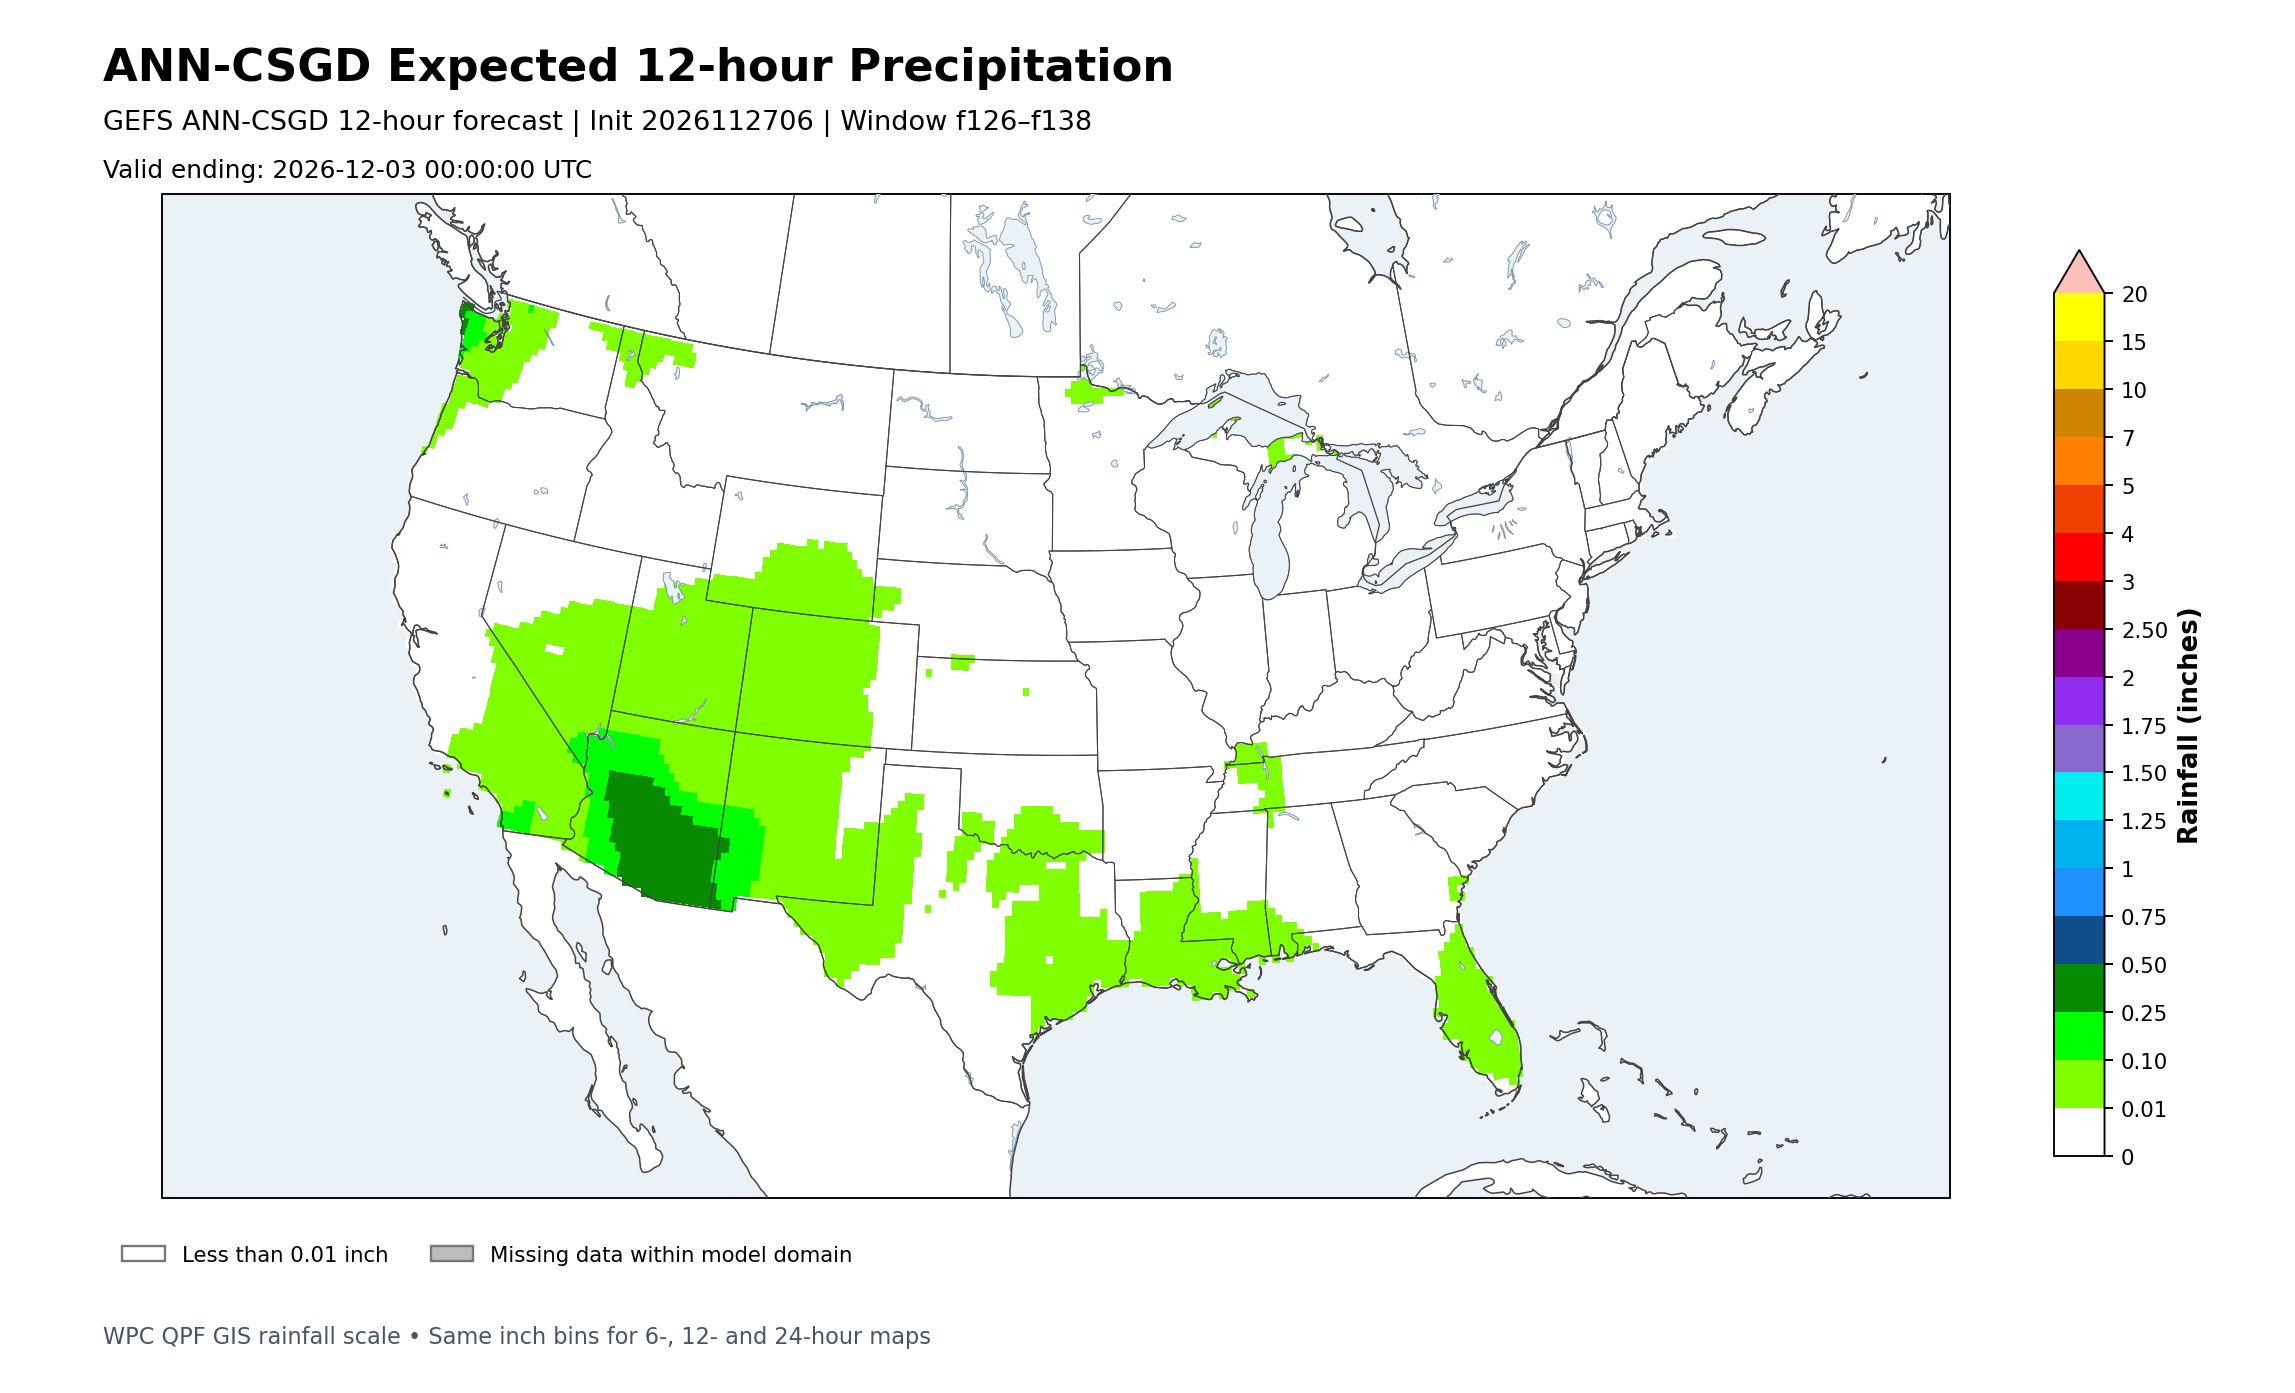 ANN-CSGD Expected 12-hour Precipitation
GEFS ANN-CSGD 12-hour forecast | Init 2026112706 | Window f126–f138
Valid ending: 2026-12-03 00:00:00 UTC
20
15
10
7
5
4
3
2.50
2
1.75
1.50
1.25
1
0.75
0.50
0.25
0.10
0.01
0
Rainfall (inches)
Less than 0.01 inch
Missing data within model domain
WPC QPF GIS rainfall scale • Same inch bins for 6-, 12- and 24-hour maps